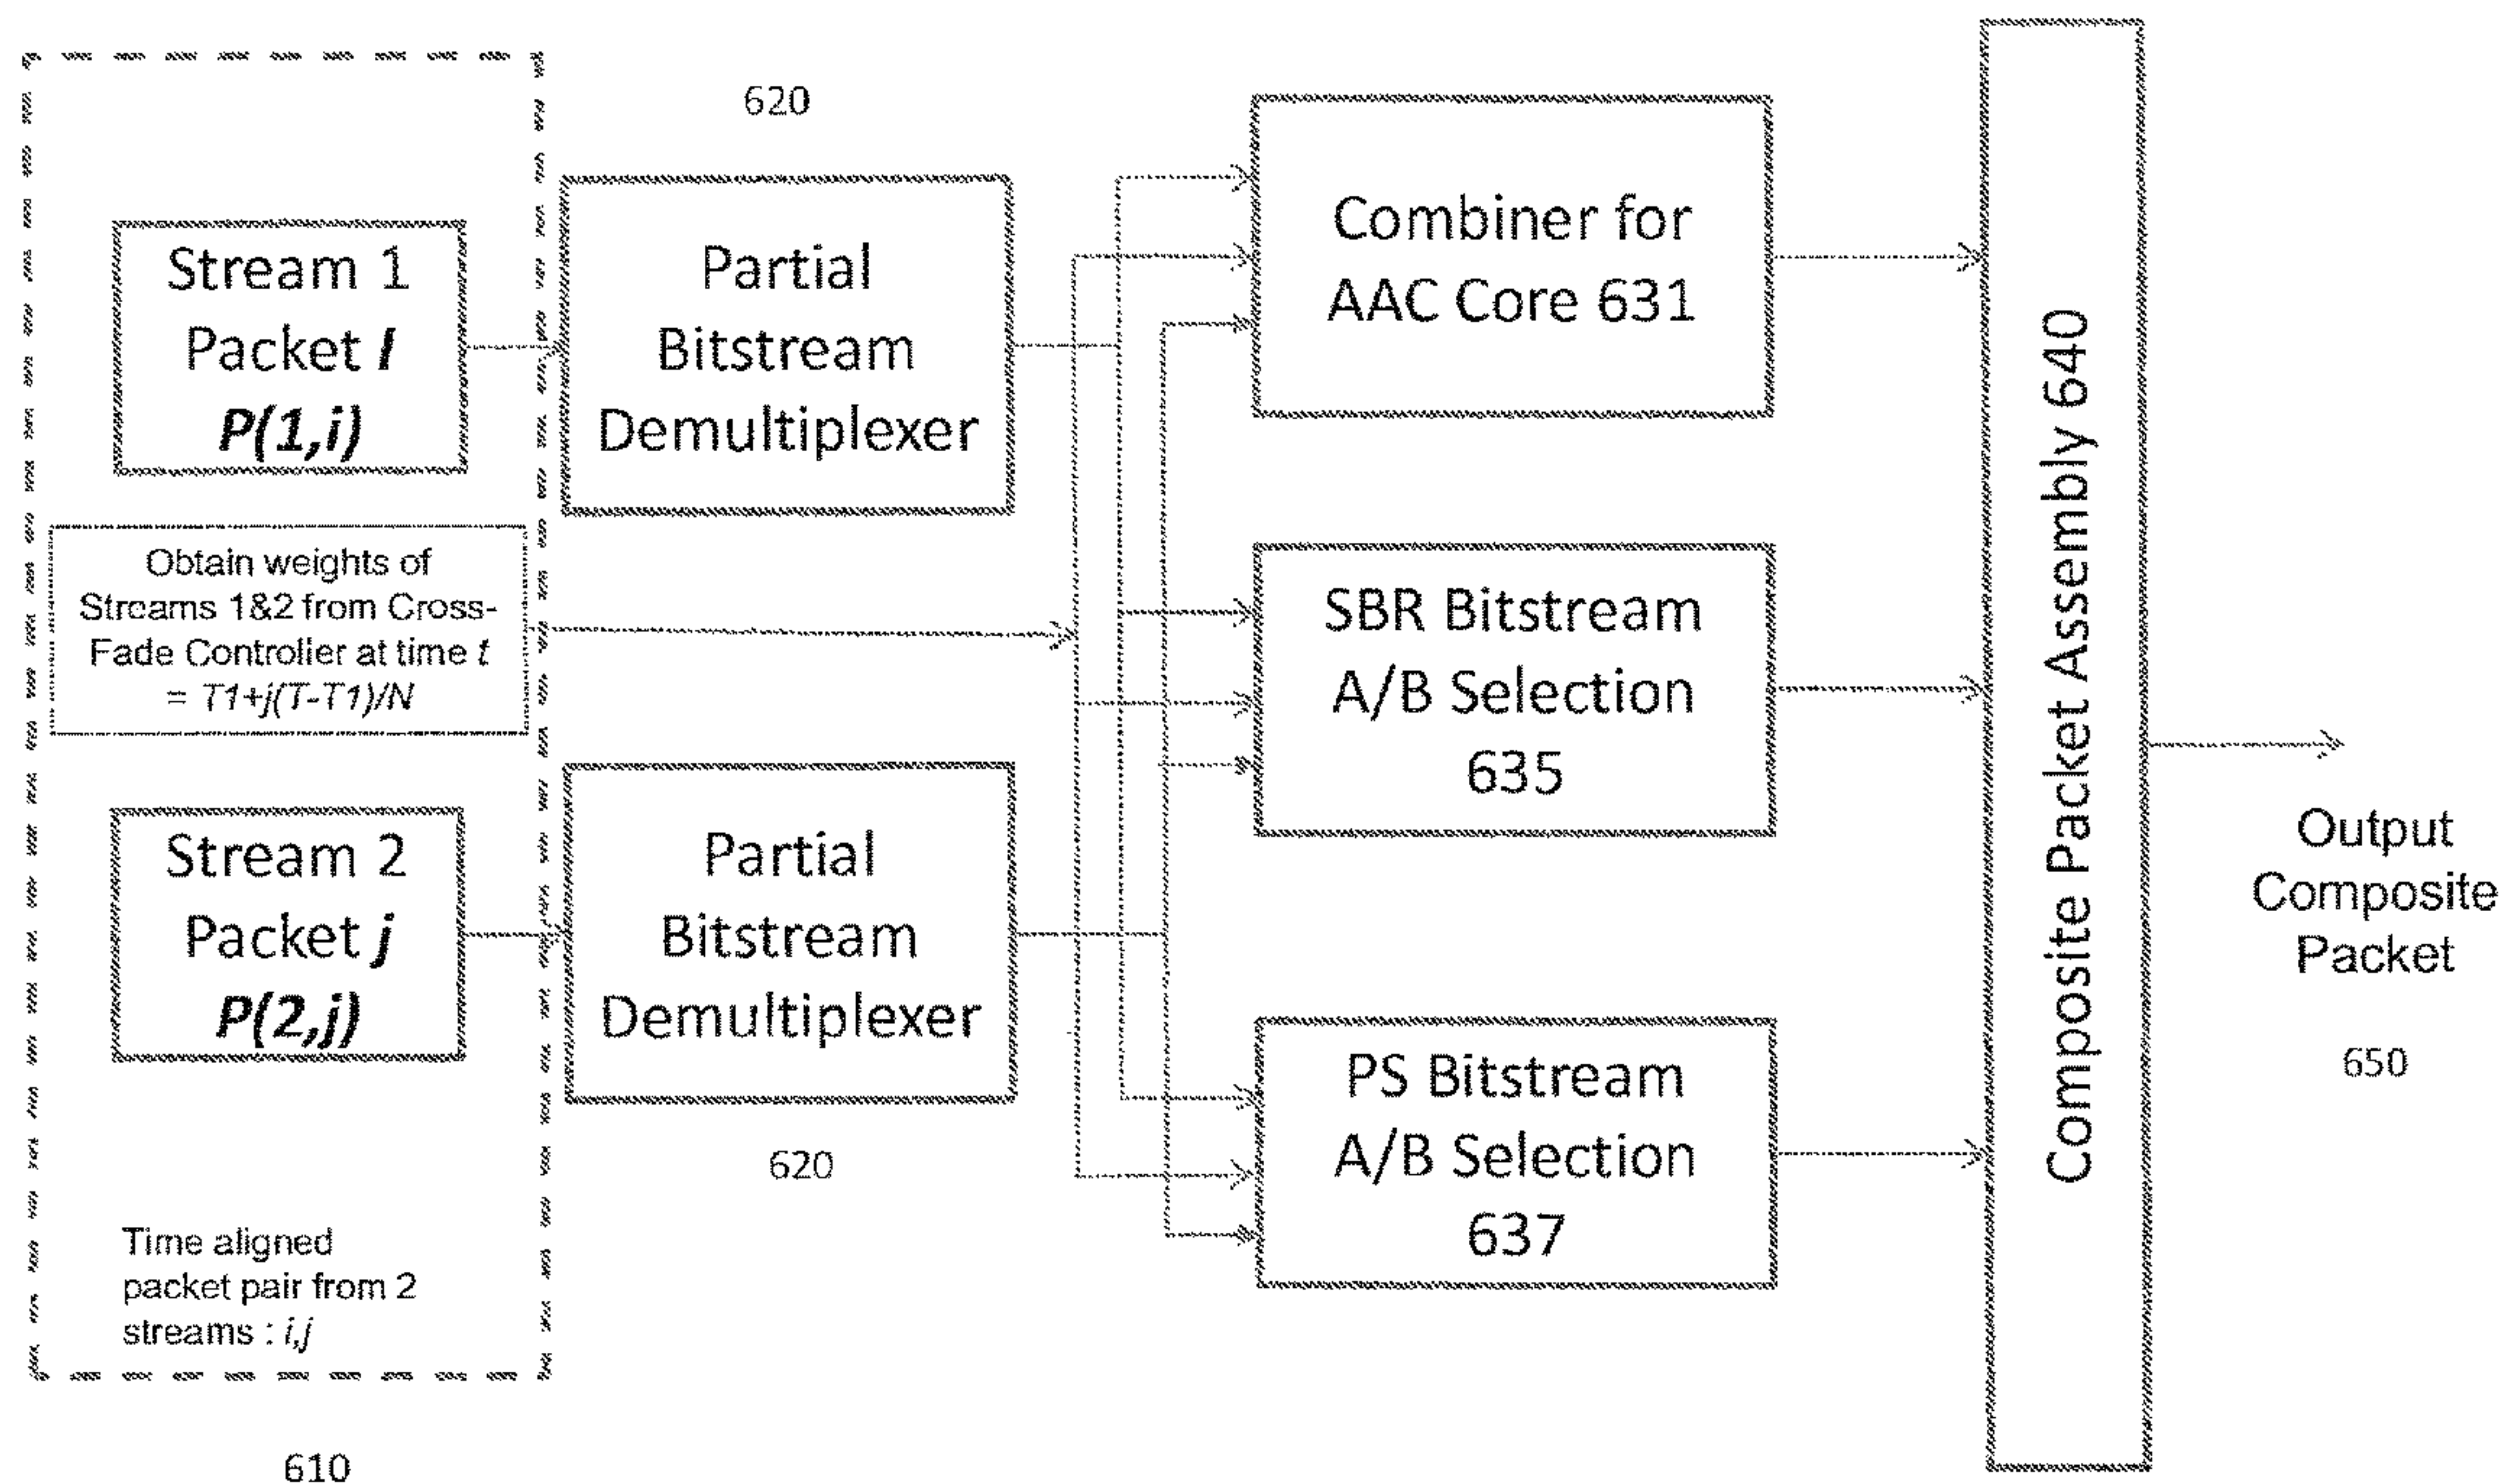 620
Stream 1
Packet I
P(1,i)
Partial
Bitstream
Demultiplexer
Combiner for
AAC Core 631
Obtain weights of
Streams 1&2 from Cross-
Fade Controller at time t
= T1+j(T-T1)/N
SBR Bitstream
A/B Selection
635
Stream 2
Packet j
P(2,j)
Partial
Bitstream
Demultiplexer
620
PS Bitstream
A/B Selection
637
Composite Packet Assembly 640
Output
Composite
Packet
650
Time aligned
packet pair from 2
streams : i,j
610